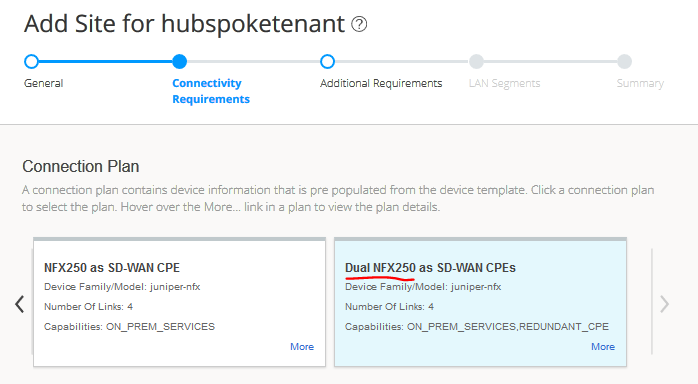 Add Site for hubspoketenant ?
General
Connectivity
Requirements
Additional Requirements
LAN Segments
Summary
Connection Plan
A connection plan contains device information that is pre populated from the device template. Click a connection plan
to select the plan. Hover over the More... link in a plan to view the plan details.
NFX250 as SD-WAN CPE
Device Family/Model: juniper-nfx
Number Of Links: 4
Capabilities: ON_PREM_SERVICES
More
Dual NFX250 as SD-WAN CPEs
Device Family/Model: juniper-nfx
Number Of Links: 4
Capabilities: ON_PREM_SERVICES,REDUNDANT_CPE
More